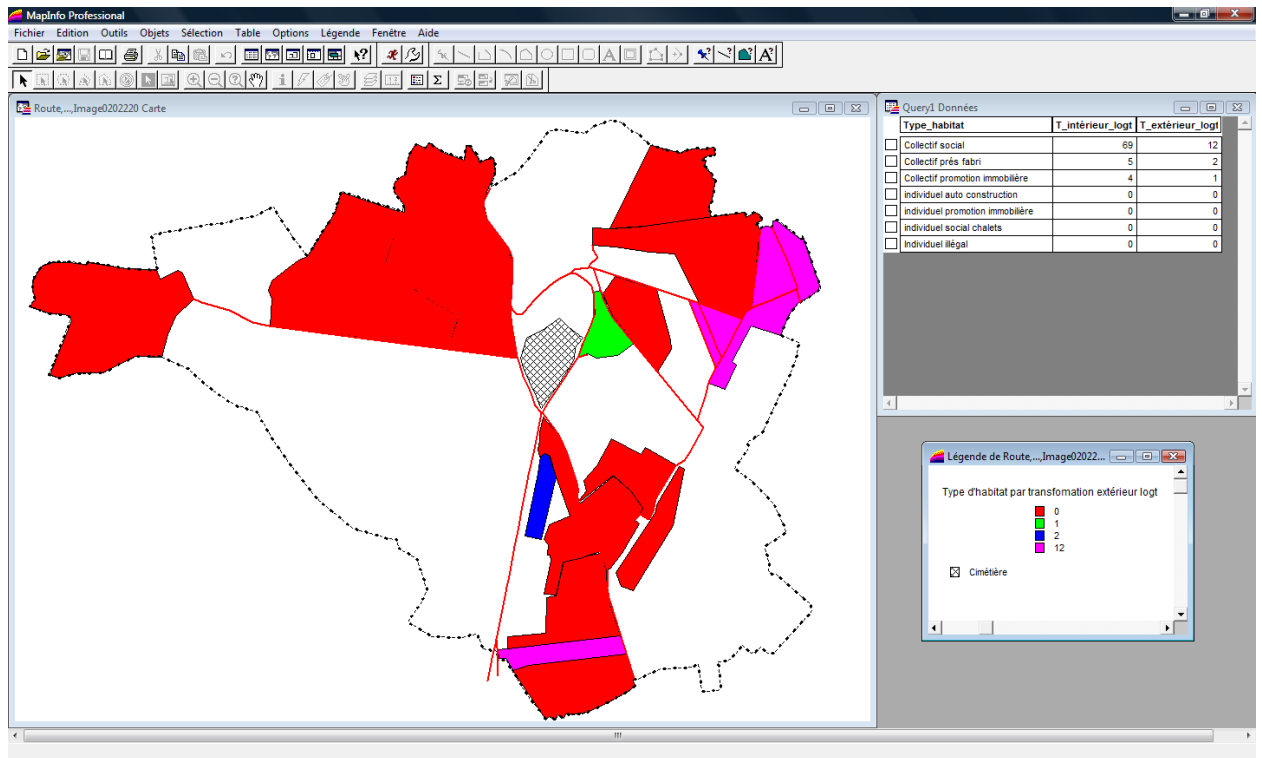 MapInfo Professional
Fichier Edition Outils Objets Sélection Table Options Légende Fenêtre Aide
Route,...,Image0202220 Carte
Query1 Données
Type_habitat T_intérieur_logt T_extérieur_logt
Collectif social 69 12
Collectif prés fabri 5 2
Collectif promotion immobilière 4 1
individuel auto construction 0 0
individuel promotion immobilière 0 0
individuel social chalets 0 0
Individuel illégal 0 0
Légende de Route,...,Image02022...
Type d'habitat par transfomation extérieur logt
0
1
2
12
Cimétière